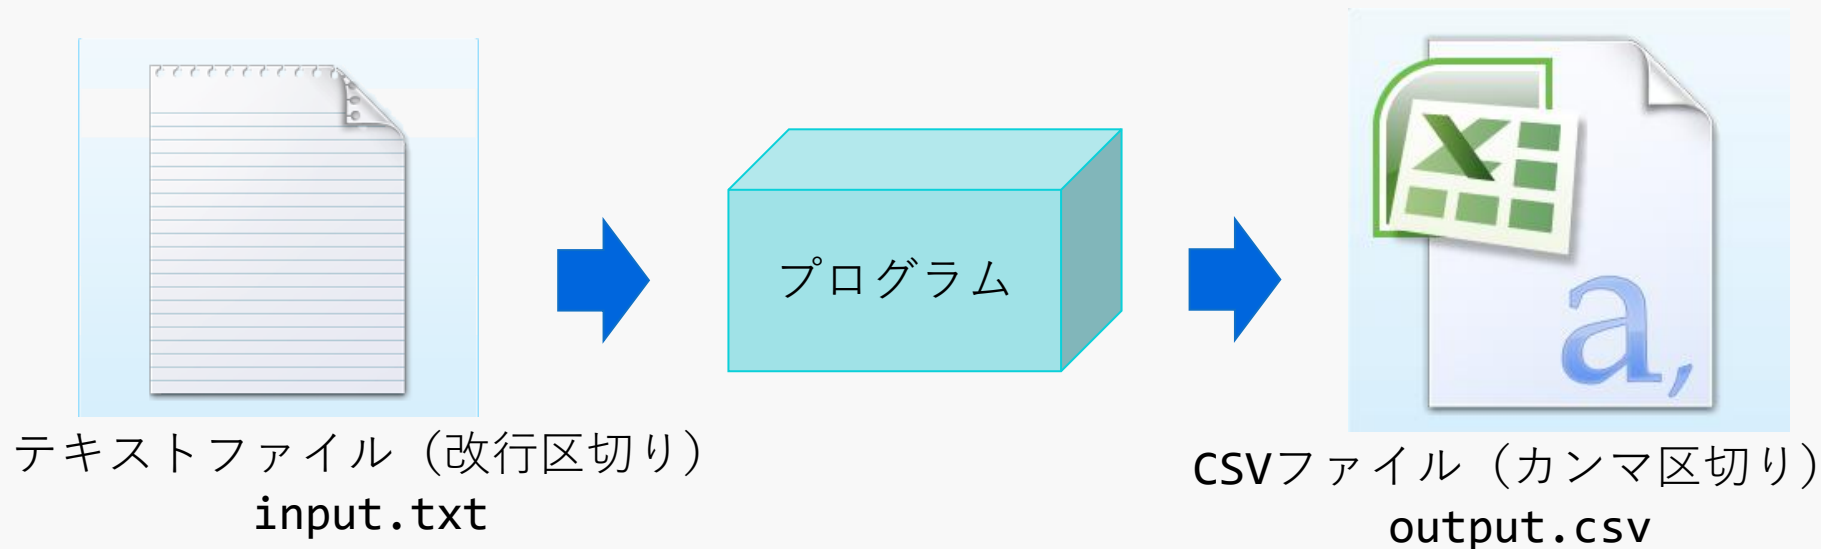 プログラム
a,
テキストファイル（改行区切り）
input.txt
CSVファイル（カンマ区切り）
output.csv